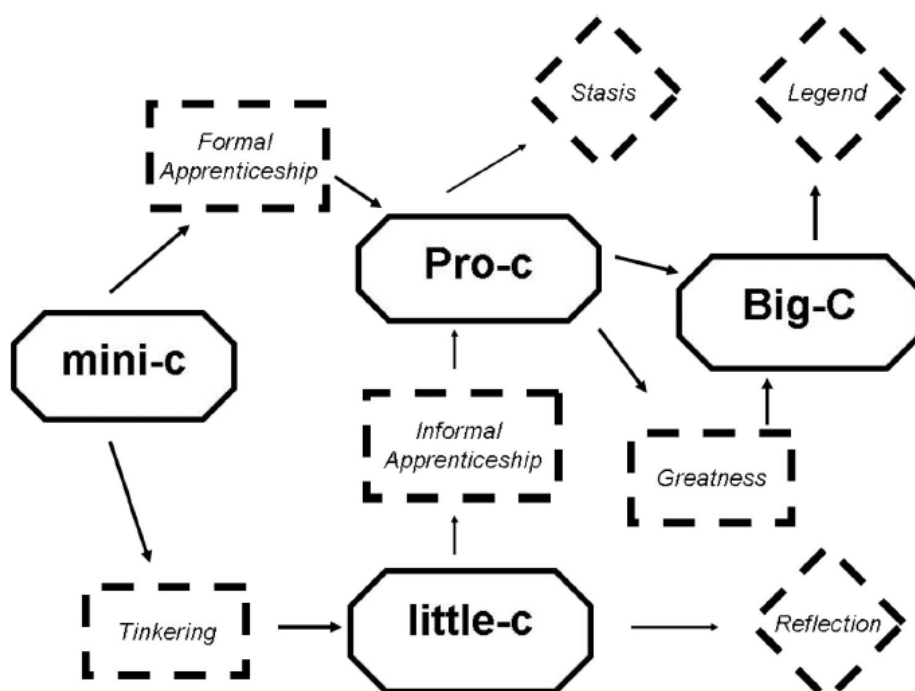 Stasis
Legend
Formal
Apprenticeship
Pro-c
Big-C
mini-c
Informal
Apprenticeship
Greatness
Tinkering
little-c
Reflection